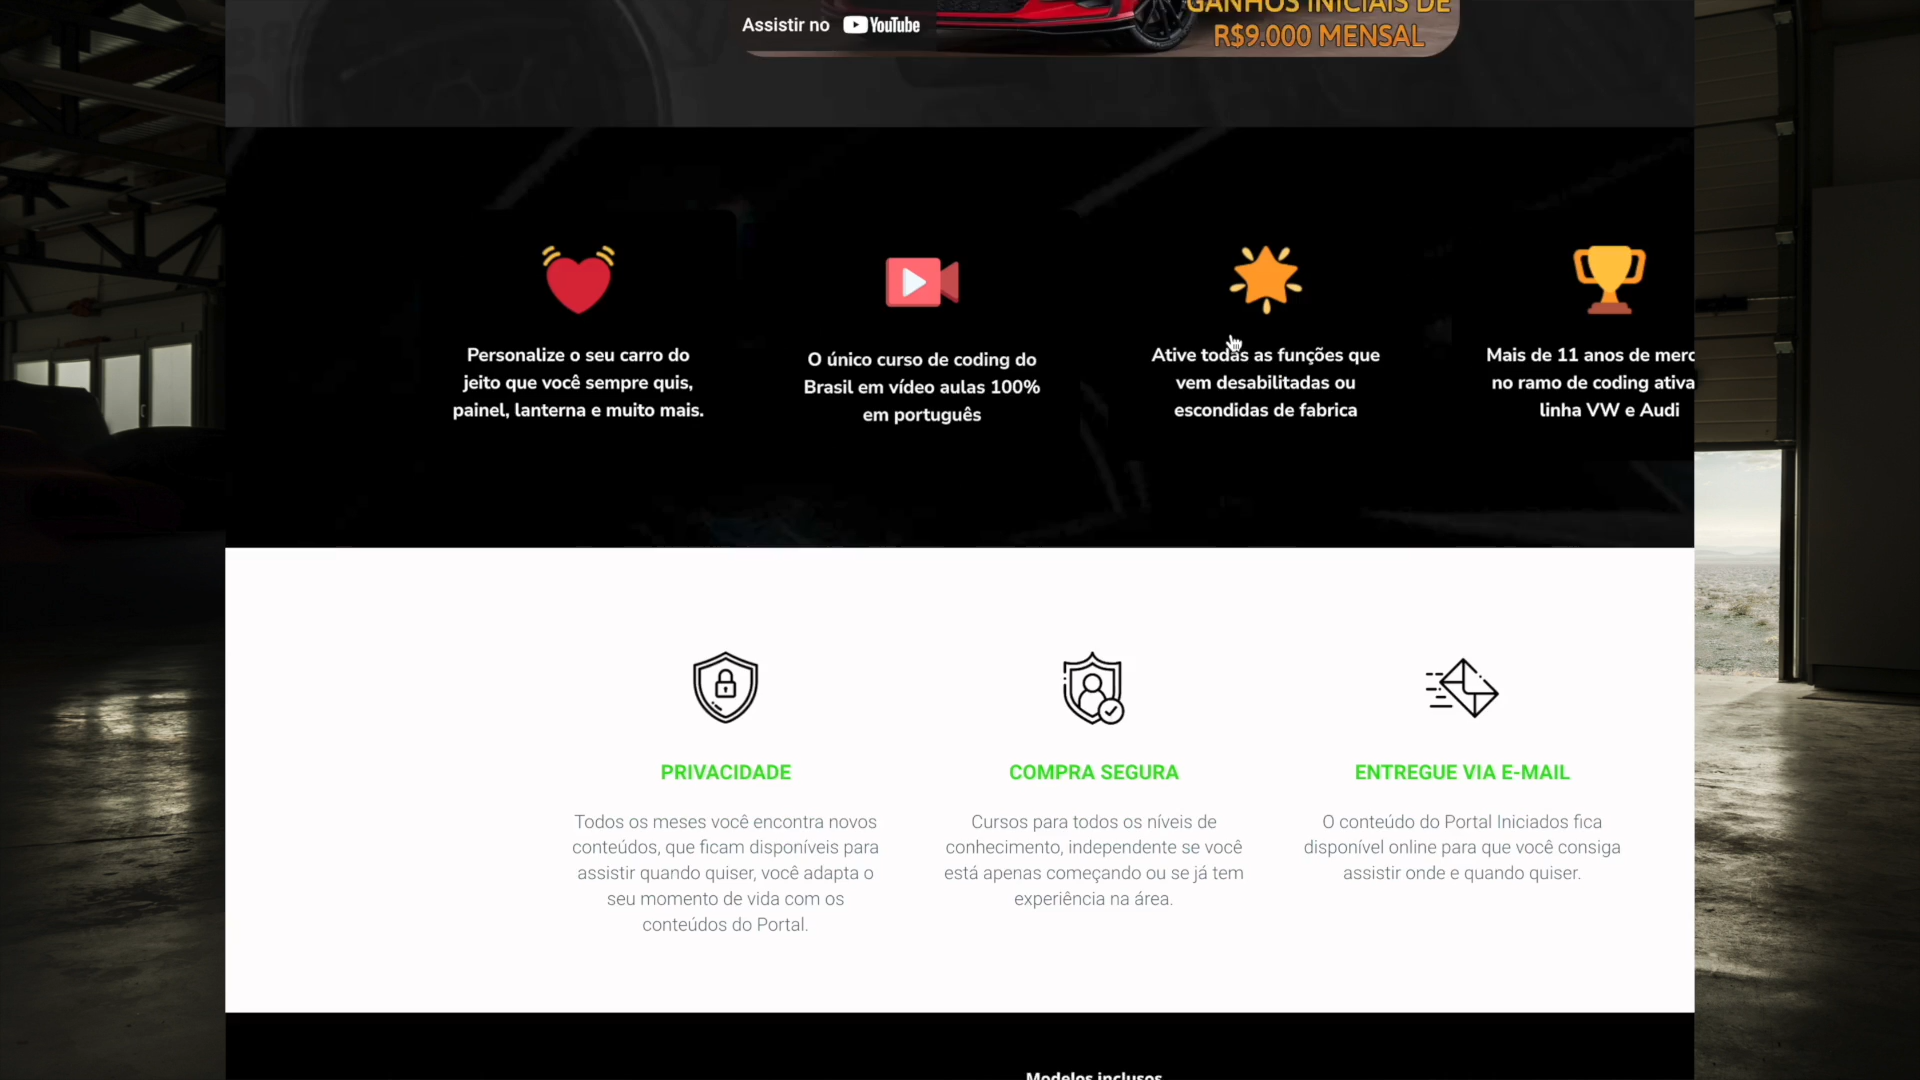 GANHOS INICIAIS DE
R$9.000 MENSAL
Assistir no YouTube
Personalize o seu carro do
jeito que você sempre quis,
painel, lanterna e muito mais.
O único curso de coding do
Brasil em vídeo aulas 100%
em português
Ative todas as funções que
vem desabilitadas ou
escondidas de fabrica
Mais de 11 anos de merc
no ramo de coding ativa
linha VW e Audi
PRIVACIDADE
Todos os meses você encontra novos
conteúdos, que ficam disponíveis para
assistir quando quiser, você adapta o
seu momento de vida com os
conteúdos do Portal.
COMPRA SEGURA
Cursos para todos os níveis de
conhecimento, independente se você
está apenas começando ou se já tem
experiência na área.
ENTREGUE VIA E-MAIL
O conteúdo do Portal Iniciados fica
disponível online para que você consiga
assistir onde e quando quiser.
Modelos inclusos